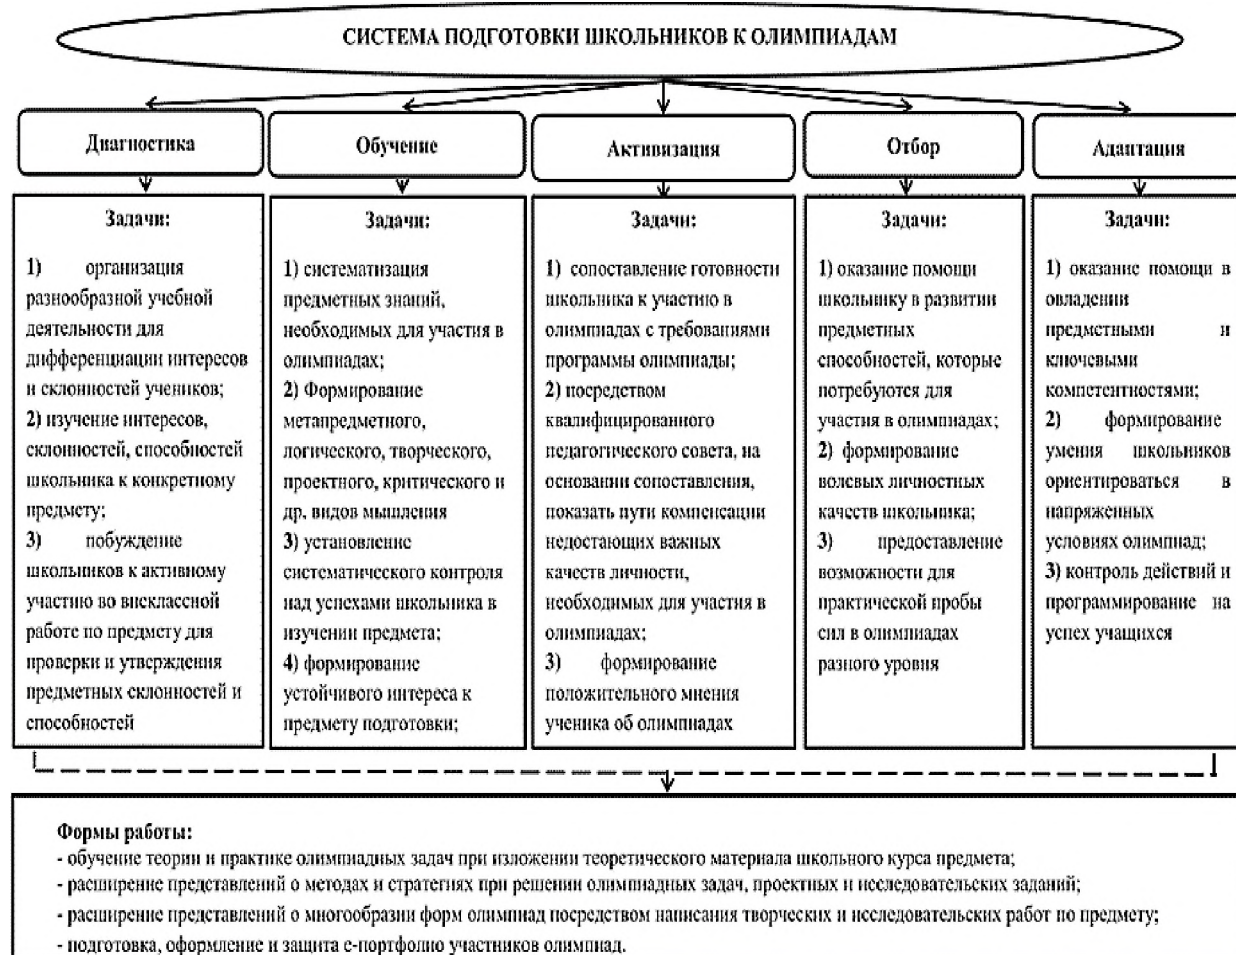 СИСТЕМА ПОДГОТОВКИ ШКОЛЬНИКОВ К ОЛИМПИАДАМ
Диагностика
Обучение
Активизация
Отбор
Адаптация
Задачи:
1) организация
разнообразной учебной
деятельности для
дифференциации интересов
и склонностей учеников;
2) изучение интересов,
склонностей, способностей
школьника к конкретному
предмету;
3) побуждение
школьников к активному
участию во внеклассной
работе по предмету для
проверки и утверждения
предметных склонностей и
способностей
Задачи:
1) систематизация
предметных знаний,
необходимых для участия в
олимпиадах;
2) Формирование
метапредметного,
логического, творческого,
проектного, критического и
др, видов мышления
3) установление
систематического контроля
над успехами школьника в
изучении предмета;
4) формирование
устойчивого интереса к
предмету подготовки;
Задачи:
1) сопоставление готовности
школьника к участию в
олимпиадах с требованиями
программы олимпиады;
2) посредством
квалифицированного
педагогического совета, на
основании сопоставления,
показать пути компенсации
недостающих важных
качеств личности,
необходимых для участия в
олимпиадах;
3) формирование
положительного мнения
ученика об олимпиадах
Задачи:
1) оказание помощи
школьнику в развитии
предметных
способностей, которые
потребуются для
участия в олимпиадах;
2) формирование
волевых личностных
качеств школьника;
3) предоставление
возможности для
практической пробы
сил в олимпиадах
разного уровня
Задачи:
1) оказание помощи в
овладении
предметными и
ключевыми
компетентностями;
2) формирование
умения школьников
ориентироваться в
напряженных
условиях олимпиад;
3) контроль действий и
программирование на
успех учащихся
Формы работы:
- обучение теории и практике олимпиадных задач при изложении теоретического материала школьного курса предмета;
- расширение представлений о методах и стратегиях при решении олимпиадных задач, проектных и исследовательских заданий;
- расширение представлений о многообразии форм олимпиад посредством написания творческих и исследовательских работ по предмету;
- подготовка, оформление и защита е-портфолио участников олимпиад.